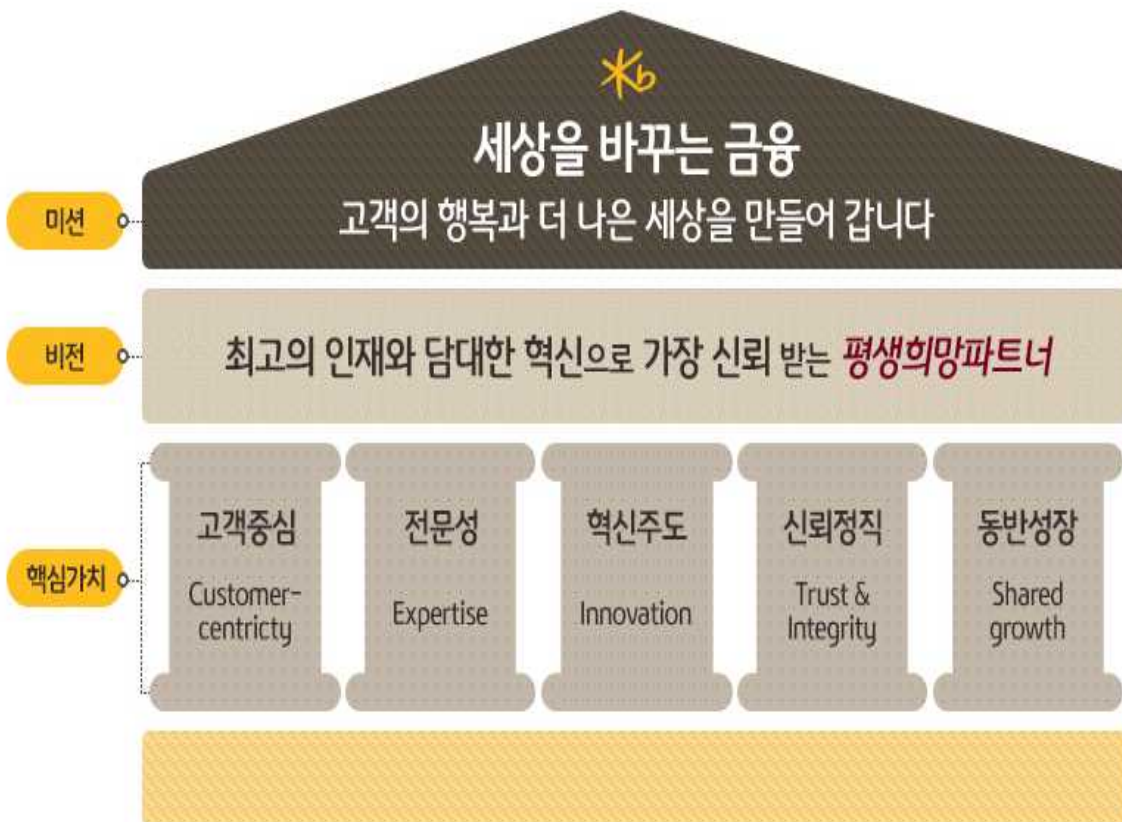 Kb
세상을 바꾸는 금융
미션
고객의 행복과 더 나은 세상을 만들어 갑니다
비전
최고의 인재와 담대한 혁신으로 가장 신뢰 받는 평생희망파트너
핵심가치
고객중심
Customer-
centricty
전문성
Expertise
혁신주도
Innovation
신뢰정직
Trust &
Integrity
동반성장
Shared
growth